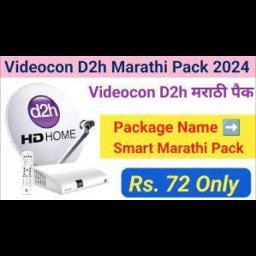 Videocon D2h Marathi Pack 2024
Videocon D2h मराठी पैक
d2h
HD HOME
Package Name ➡
Smart Marathi Pack
Rs. 72 Only